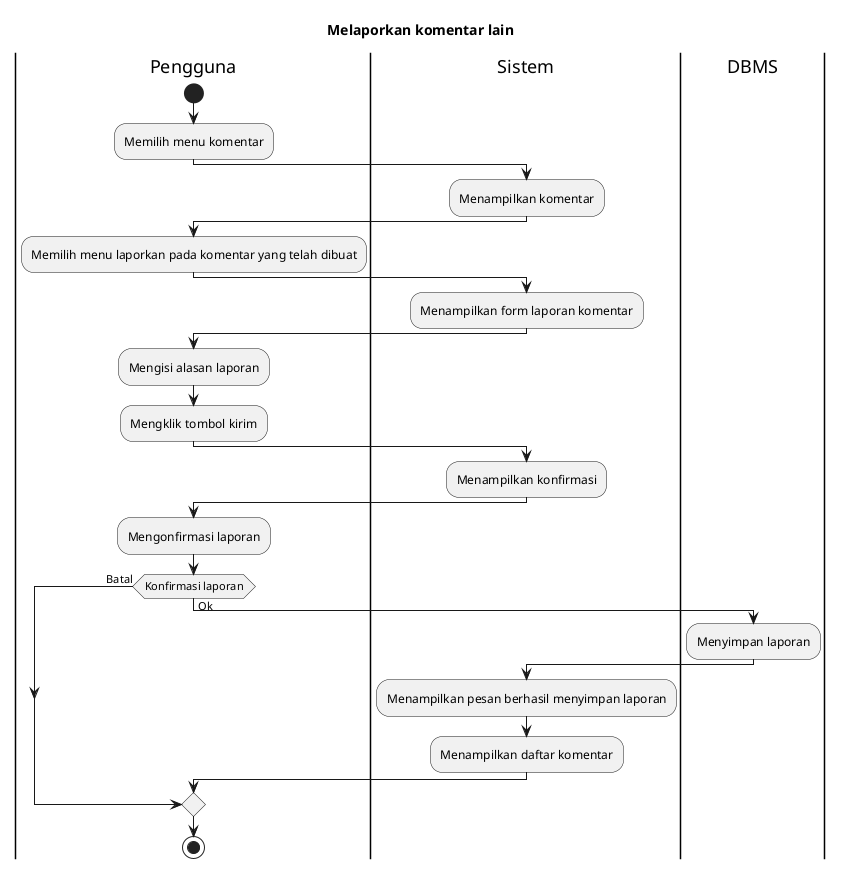 Melaporkan komentar lain
Pengguna
Sistem
DBMS
Memilih menu komentar
Menampilkan komentar
Memilih menu laporkan pada komentar yang telah dibuat
Menampilkan form laporan komentar
Mengisi alasan laporan
Mengklik tombol kirim
Menampilkan konfirmasi
Mengonfirmasi laporan
Batal
Konfirmasi laporan
Ok
Menyimpan laporan
Menampilkan pesan berhasil menyimpan laporan
Menampilkan daftar komentar